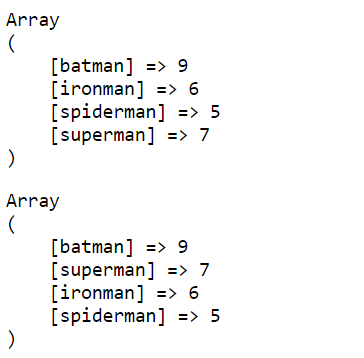 Array
(
    [batman] => 9
    [ironman] => 6
    [spiderman] => 5
    [superman] => 7
)
Array
(
    [batman] => 9
    [superman] => 7
    [ironman] => 6
    [spiderman] => 5
)